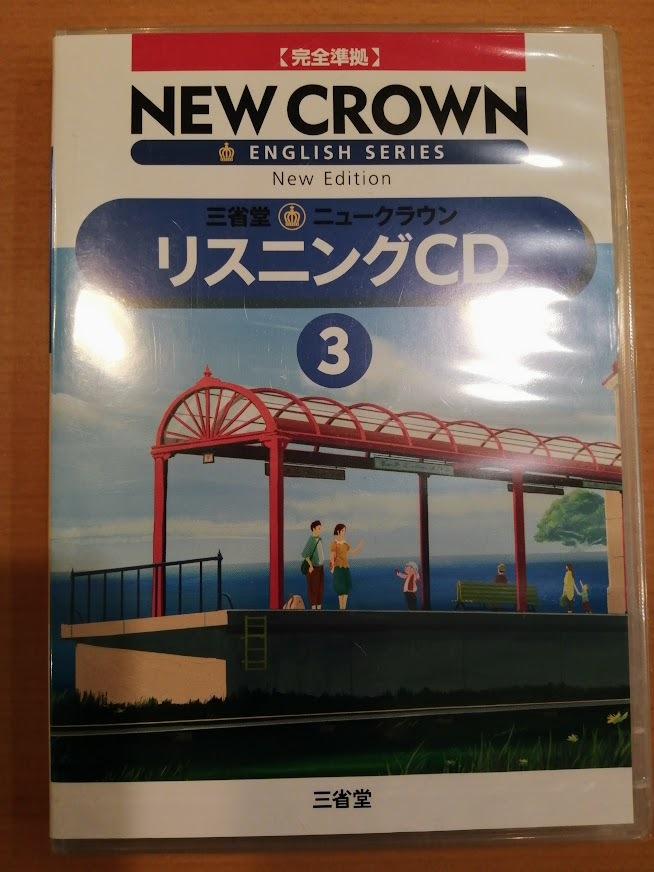 【完全準拠】
NEW CROWN
ENGLISH SERIES
New Edition
三省堂 ニュークラウン
リスニングCD
3
三省堂